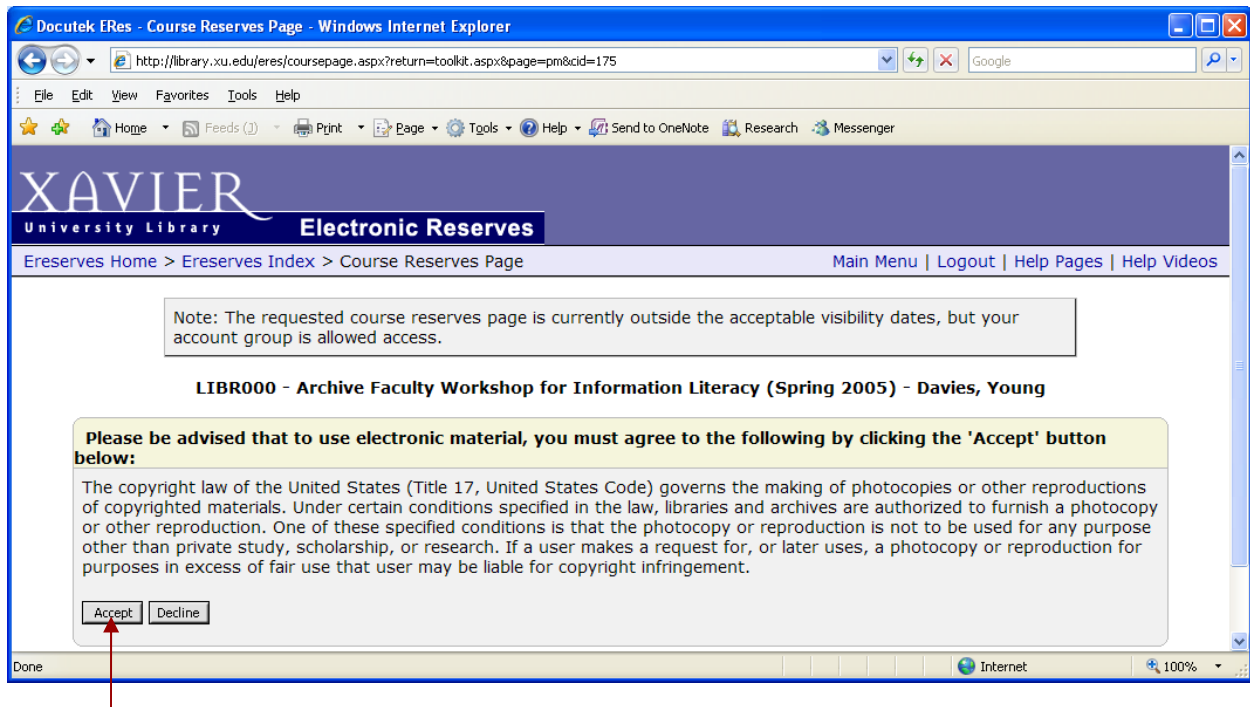 Docutek ERes - Course Reserves Page - Windows Internet Explorer
http://library.xu.edu/eres/coursepage.aspx?return=toolkit.aspx&page=pm&cid=175
Google
File Edit View Favorites Tools Help
Home Feeds (J) Print Page Tools Help Send to OneNote Research Messenger
XAVIER
University Library
Electronic Reserves
Ereserves Home > Ereserves Index > Course Reserves Page Main Menu | Logout | Help Pages | Help Videos
Note: The requested course reserves page is currently outside the acceptable visibility dates, but your
account group is allowed access.
LIBR000 - Archive Faculty Workshop for Information Literacy (Spring 2005) - Davies, Young
Please be advised that to use electronic material, you must agree to the following by clicking the 'Accept' button
below:
The copyright law of the United States (Title 17, United States Code) governs the making of photocopies or other reproductions
of copyrighted materials. Under certain conditions specified in the law, libraries and archives are authorized to furnish a photocopy
or other reproduction. One of these specified conditions is that the photocopy or reproduction is not to be used for any purpose
other than private study, scholarship, or research. If a user makes a request for, or later uses, a photocopy or reproduction for
purposes in excess of fair use that user may be liable for copyright infringement.
Accept Decline
Done Internet 100%